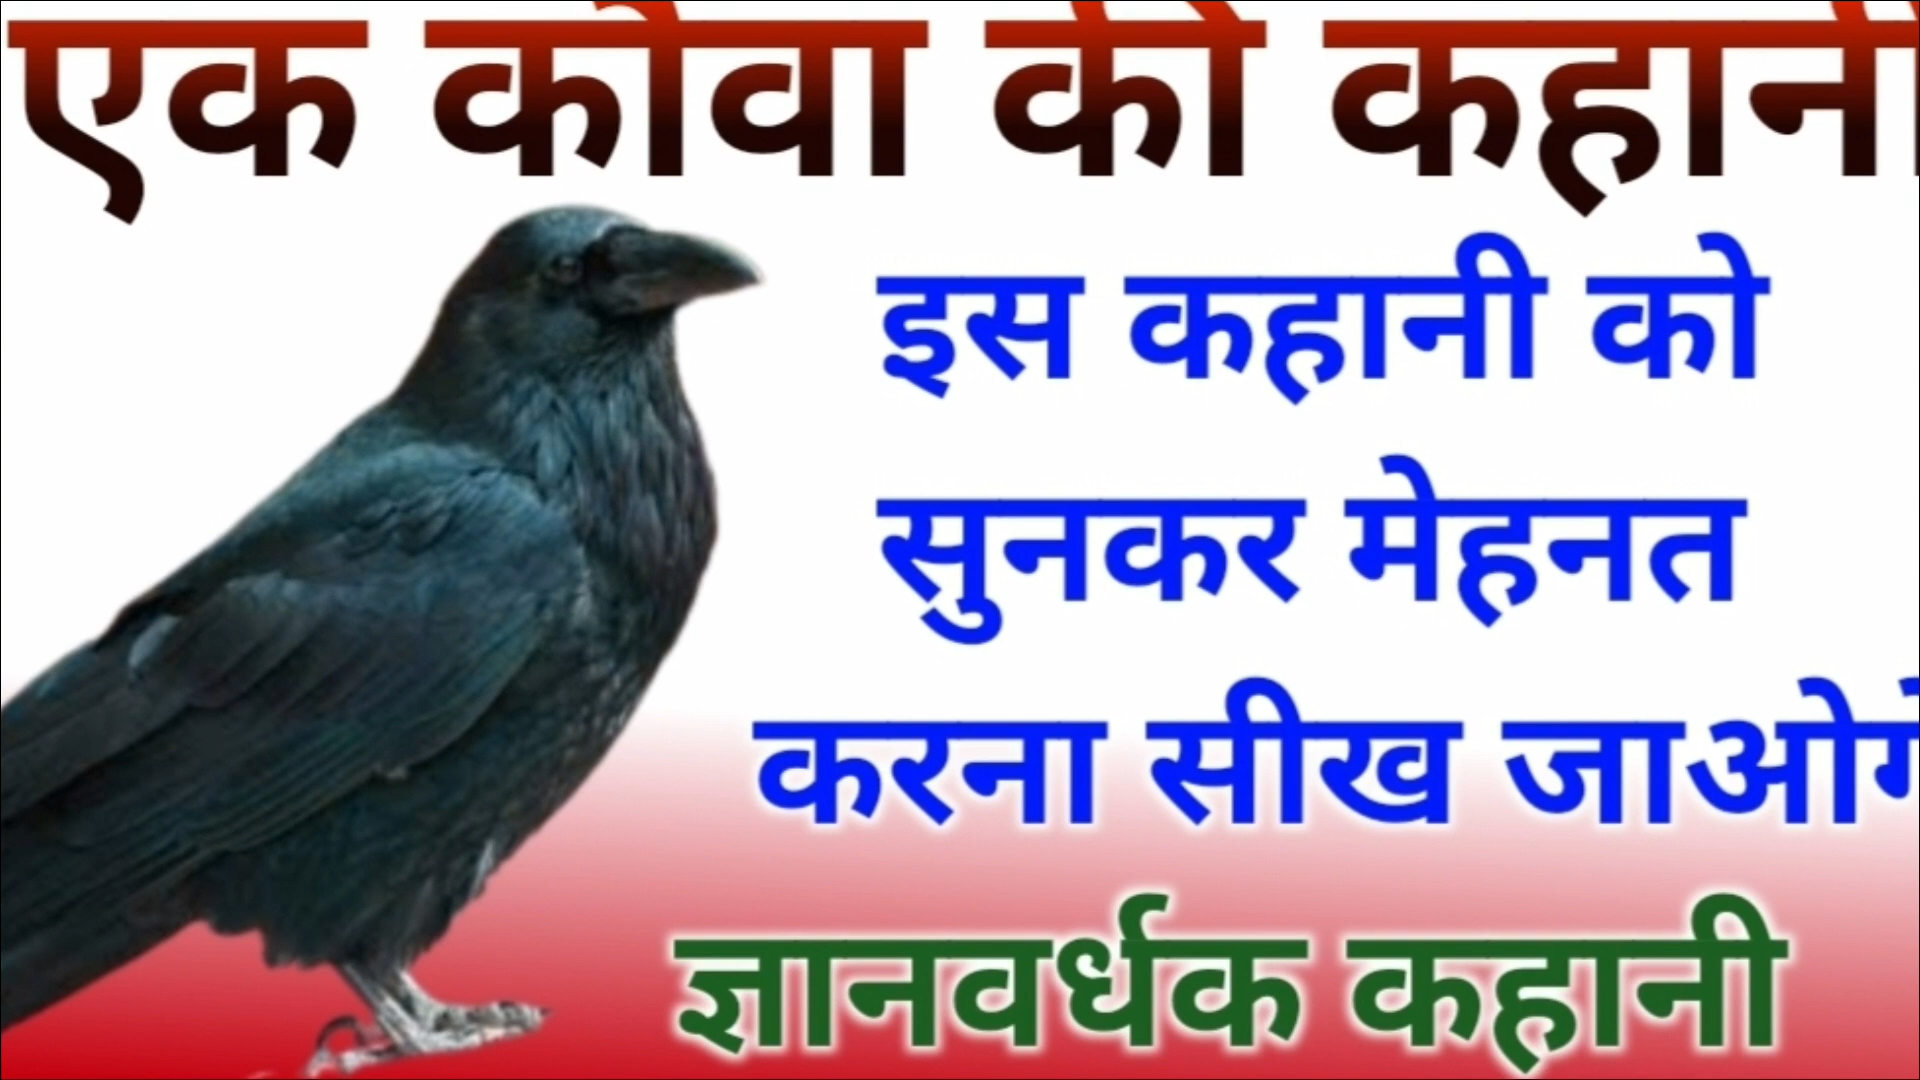 एक कौवा की कहानी
इस कहानी को
सुनकर मेहनत
करना सीख जाओगे
ज्ञानवर्धक कहानी